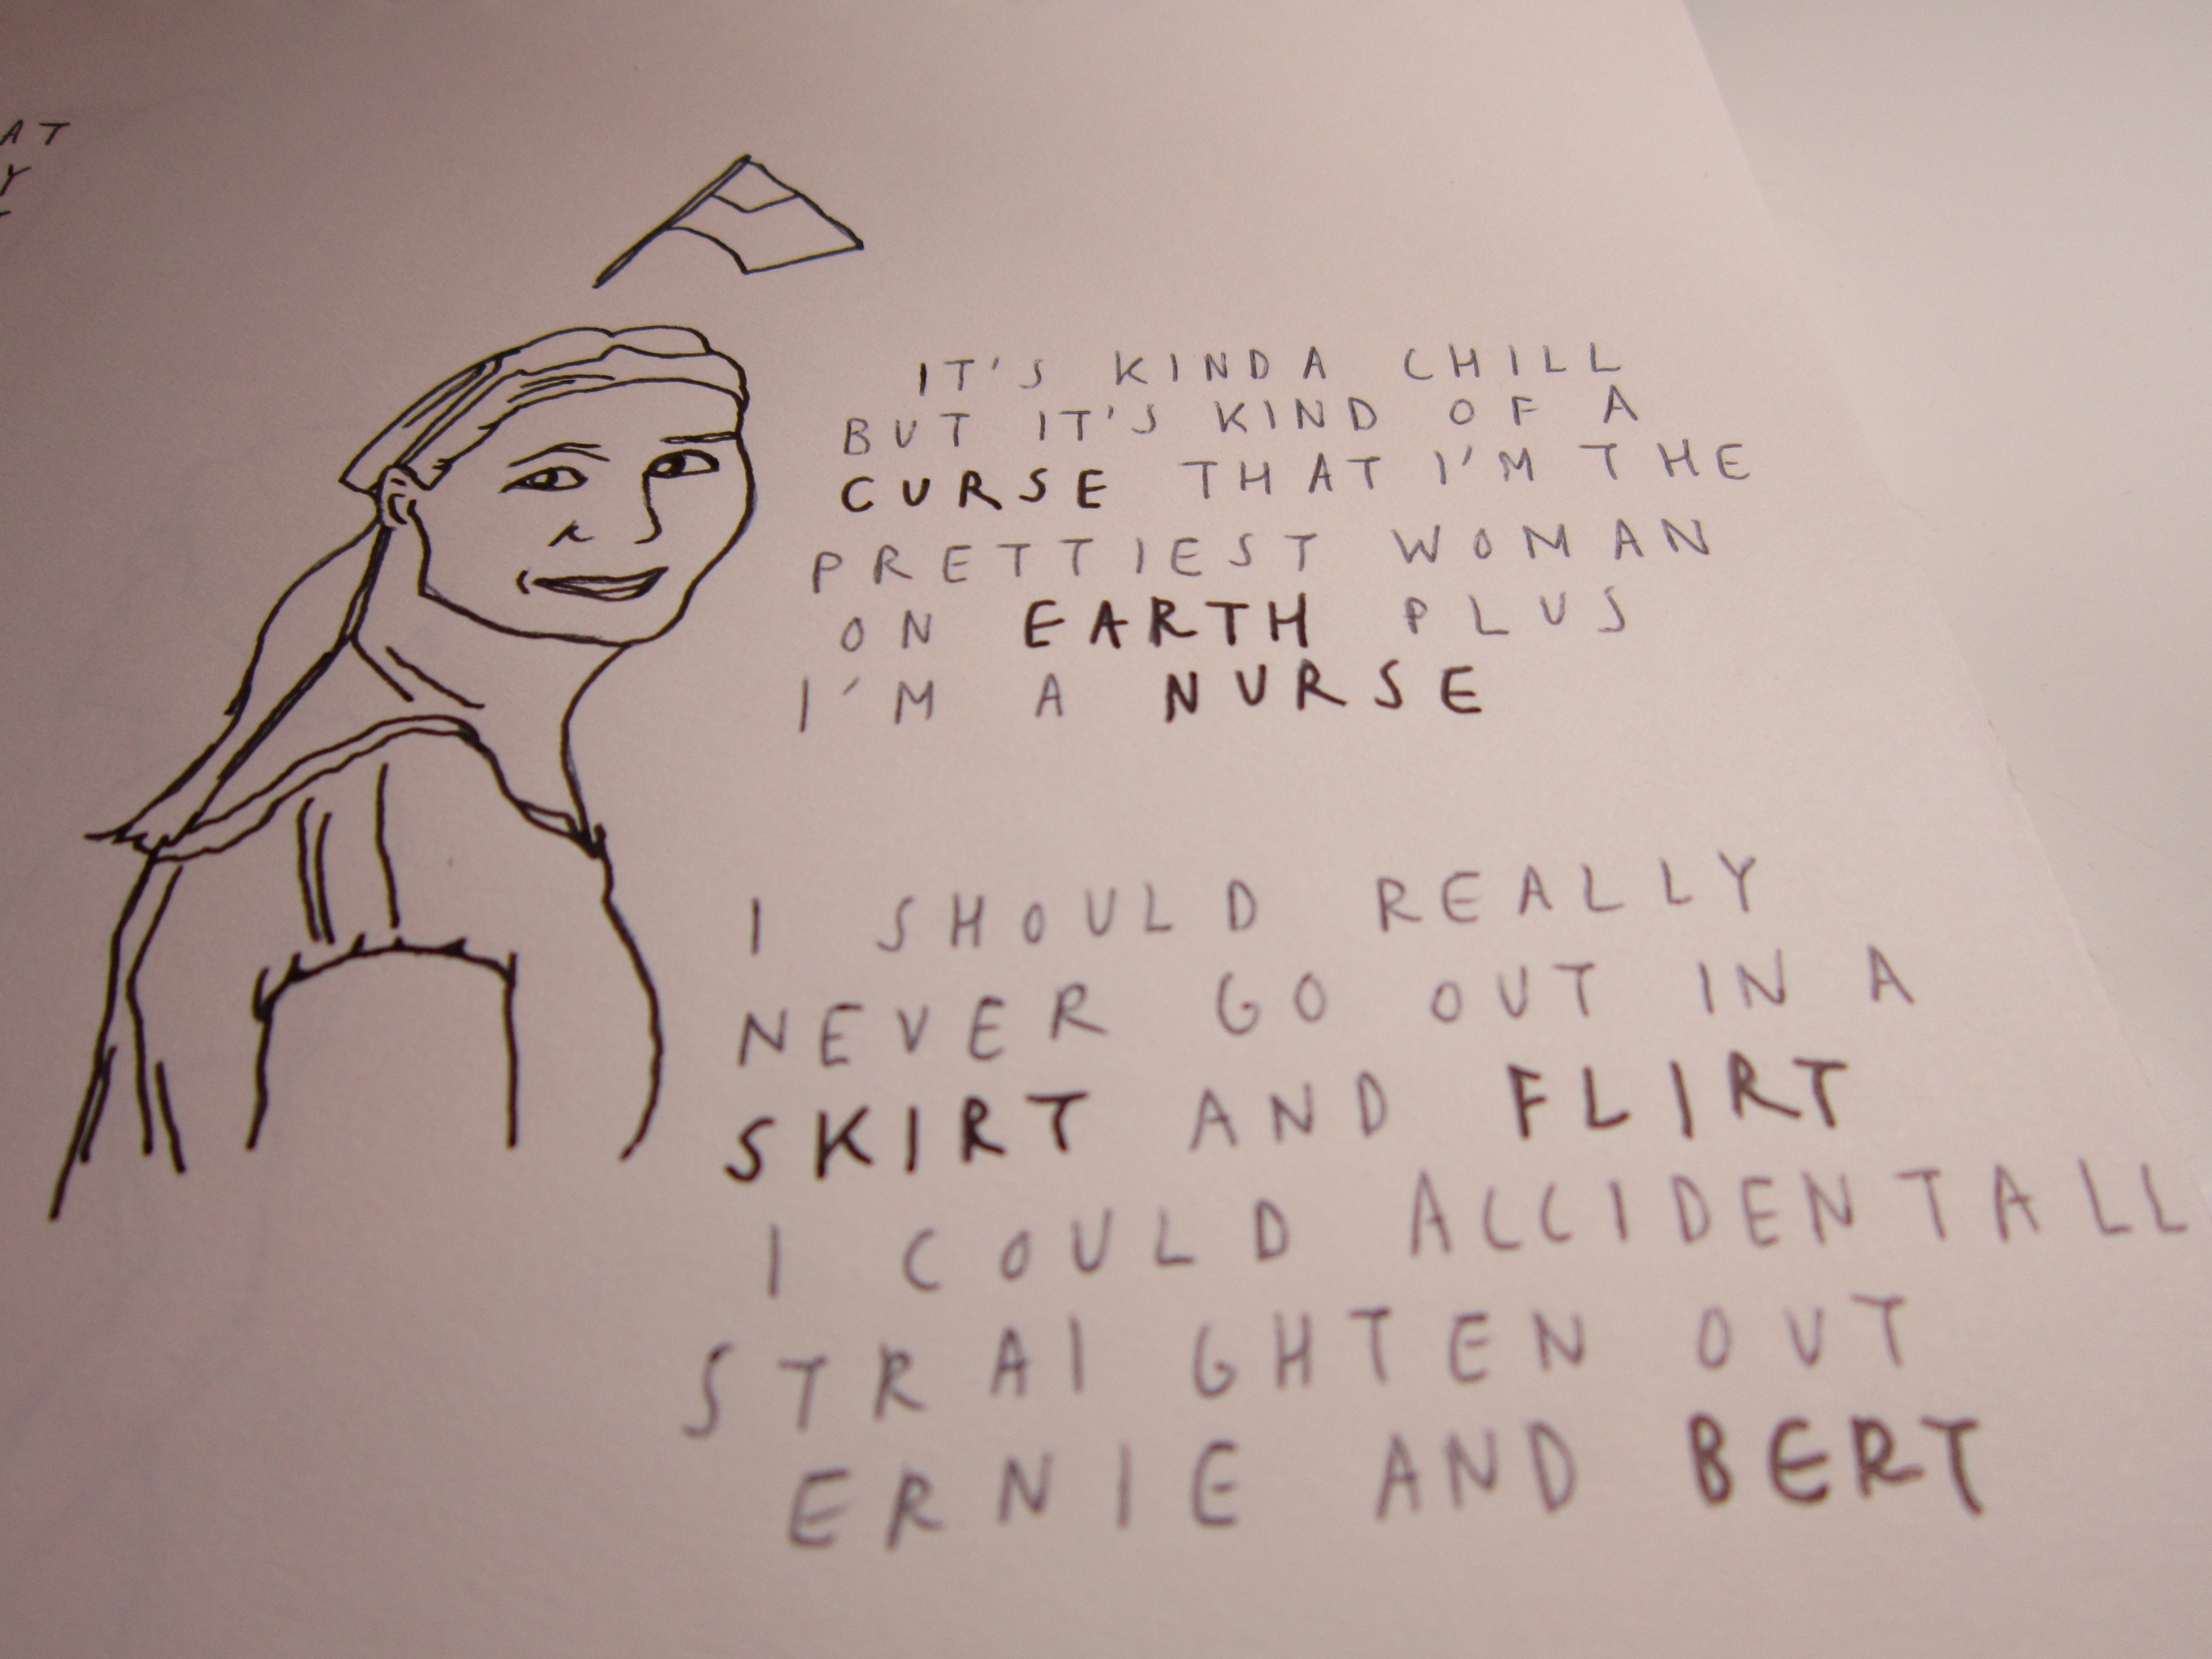 AT
Y
IT'S KINDA CHILL
BUT IT'S KIND OF A
CURSE THAT I'M THE
PRETTIEST WOMAN
ON EARTH PLUS
I'M A NURSE
I SHOULD REALLY
NEVER GO OUT IN A
SKIRT AND FLIRT
I COULD ACCIDENTALL
STRAIGHTEN OUT
ERNIE AND BERT